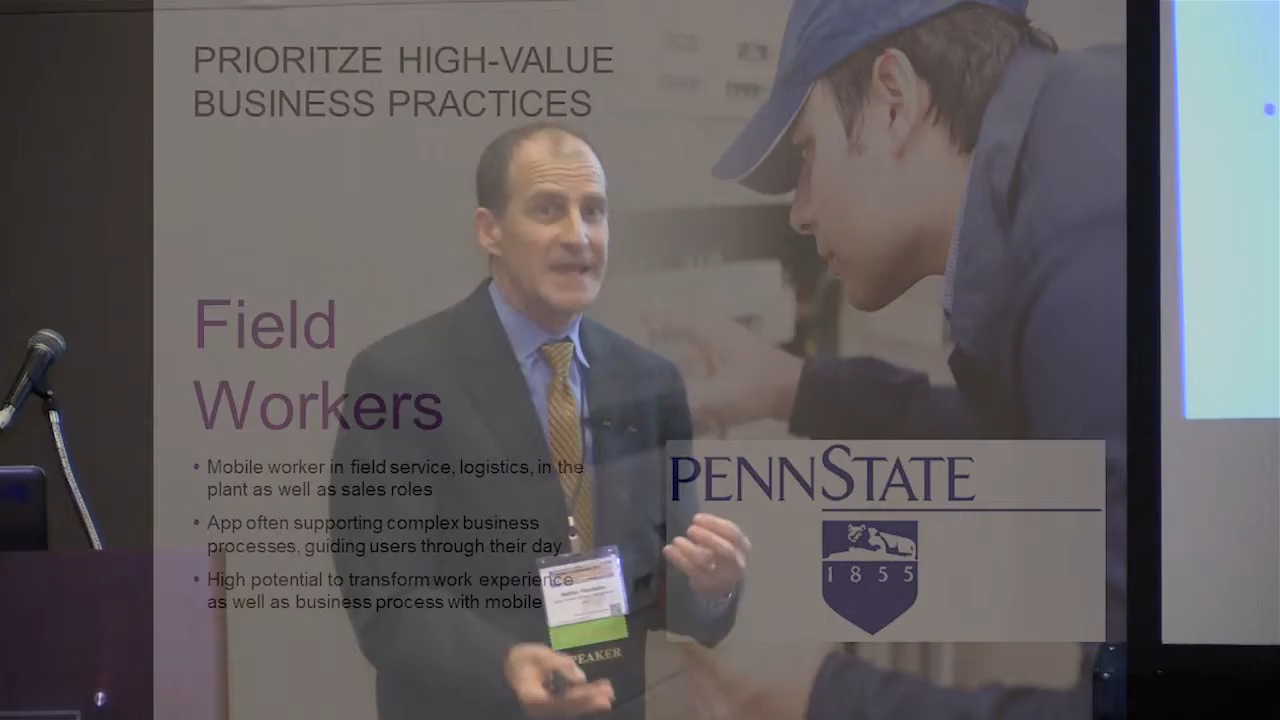 PRIORITZE HIGH-VALUE
BUSINESS PRACTICES
Field
Workers
• Mobile worker in field service, logistics, in the
plant as well as sales roles
• App often supporting complex business
processes, guiding users through their day
• High potential to transform work experience
as well as business process with mobile
PENNSTATE
1855
SPEAKER